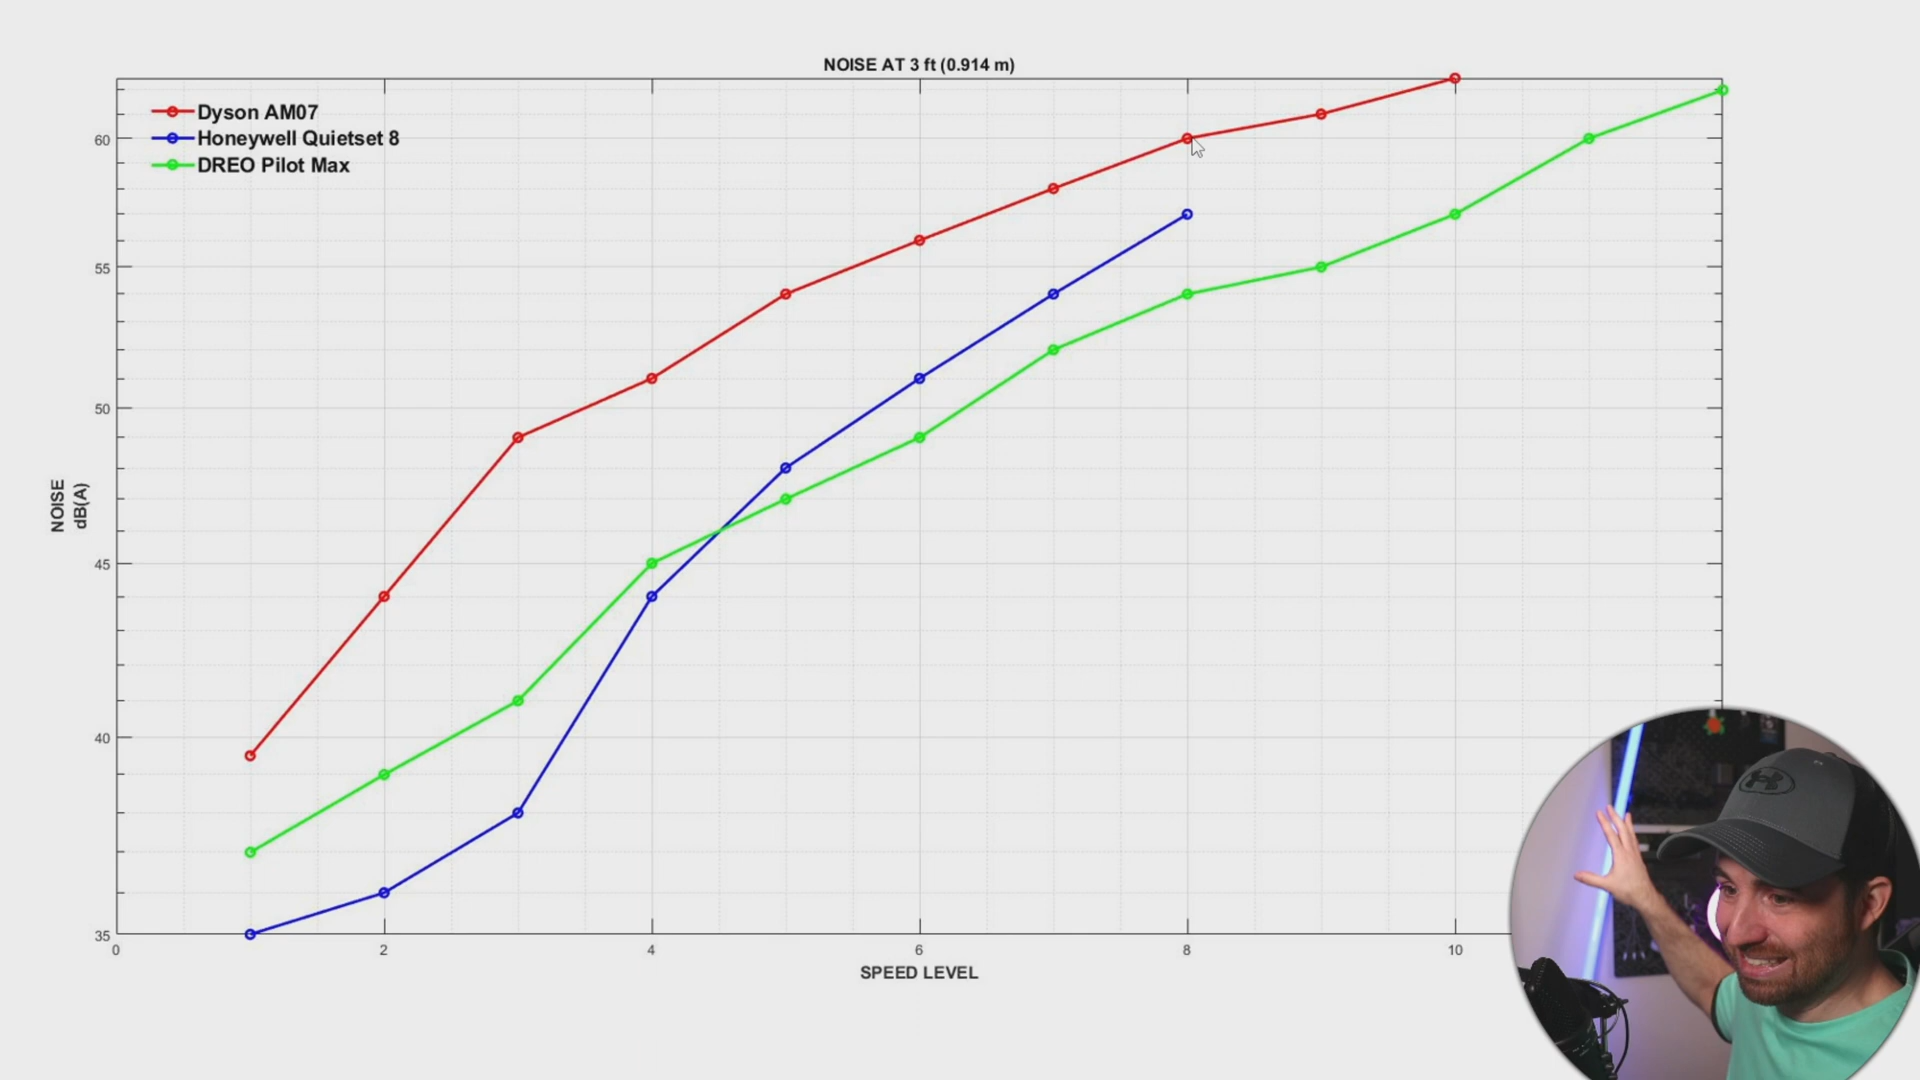 NOISE AT 3 ft (0.914 m)
Dyson AM07
Honeywell Quietset 8
DREO Pilot Max
60
55
50
45
40
35
NOISE
dB(A)
0
2
4
6
8
10
SPEED LEVEL